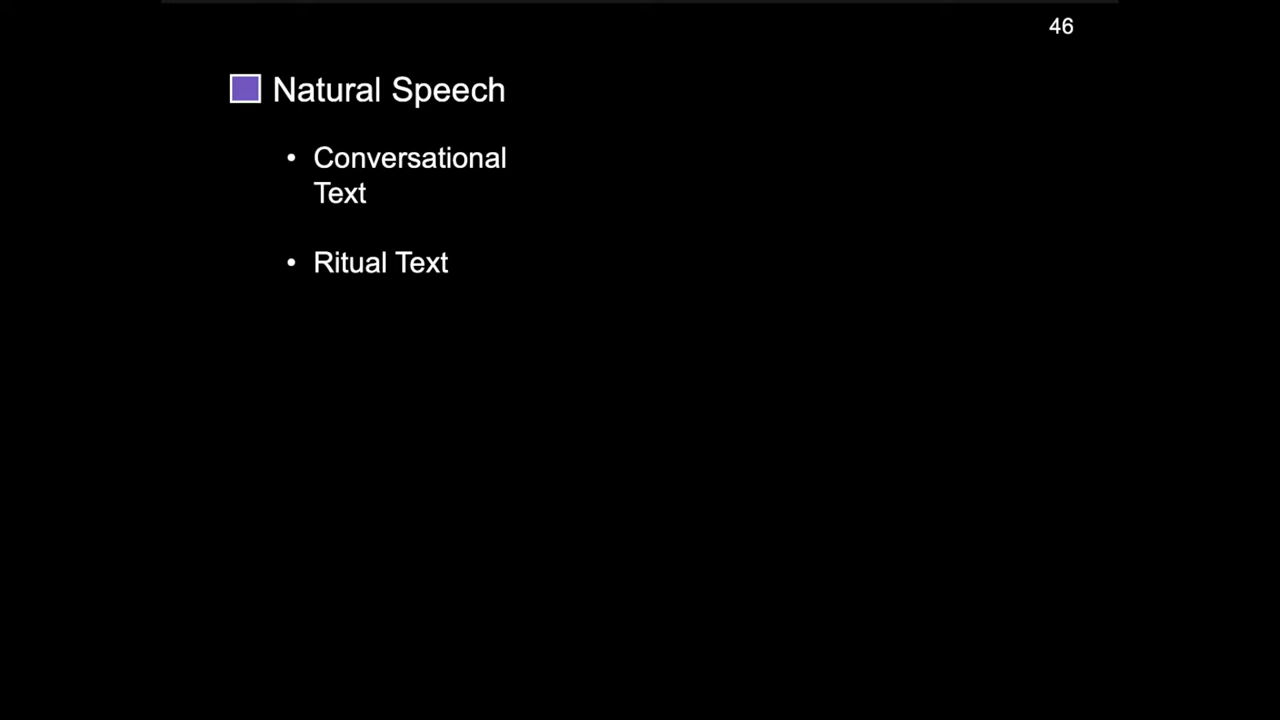 46
Natural Speech
• Conversational
Text
• Ritual Text